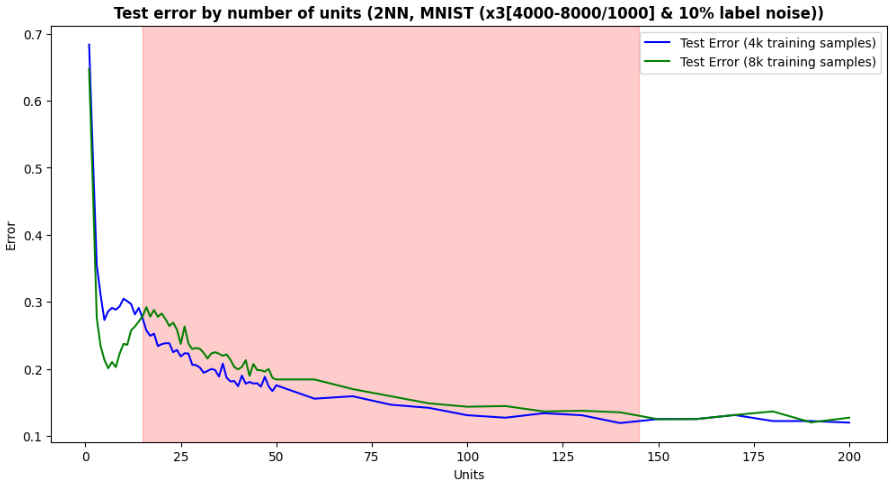 Test error by number of units (2NN, MNIST (x3[4000-8000/1000] & 10% label noise))
Test Error (4k training samples)
Test Error (8k training samples)
Error
0.7
0.6
0.5
0.4
0.3
0.2
0.1
0 25 50 75 100 125 150 175 200
Units